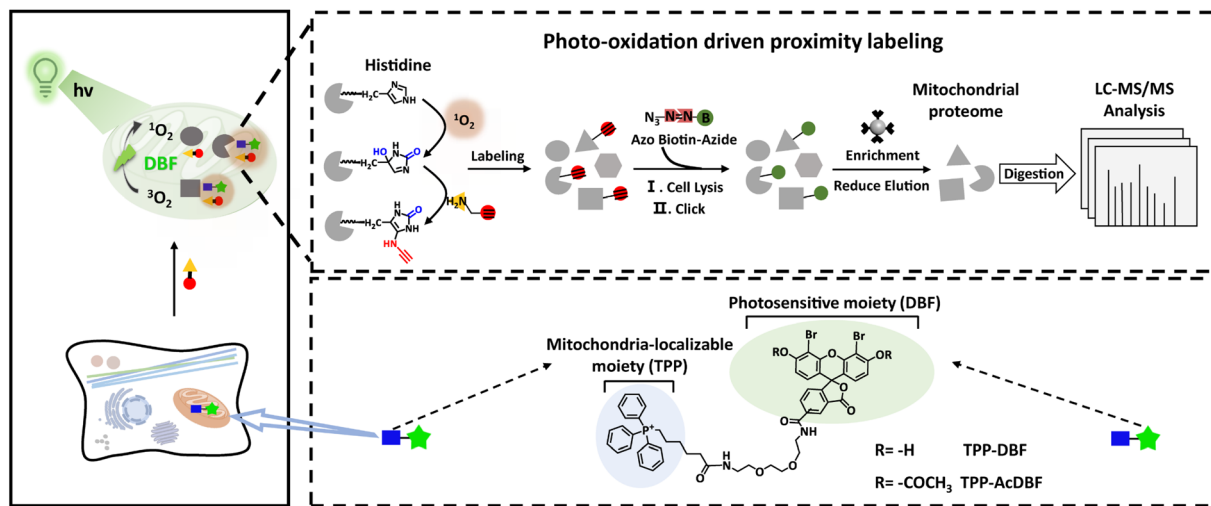 hν
¹O₂
DBF
³O₂
Photo-oxidation driven proximity labeling
Histidine
H₂C
N
NH
¹O₂
HO
H
N
O
H₂C
N
H₂N
H
N
O
H₂C
NH
HN
Labeling
N₃ N=N B
Azo Biotin-Azide
I. Cell Lysis
II. Click
Enrichment
Reduce Elution
Mitochondrial
proteome
Digestion
LC-MS/MS
Analysis
Photosensitive moiety (DBF)
Mitochondria-localizable
moiety (TPP)
Br Br
RO O OR
O
O
O
NH
P⁺
O
H
N
O
O
R= -H TPP-DBF
R= -COCH₃ TPP-AcDBF